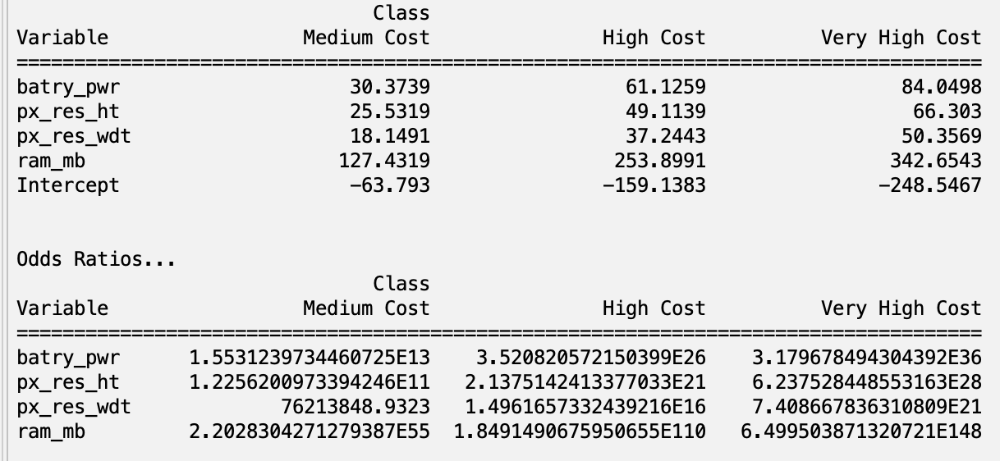 Class
Variable Medium Cost High Cost Very High Cost
====================================================================================
batry_pwr 30.3739 61.1259 84.0498
px_res_ht 25.5319 49.1139 66.303
px_res_wdt 18.1491 37.2443 50.3569
ram_mb 127.4319 253.8991 342.6543
Intercept -63.793 -159.1383 -248.5467
Odds Ratios...
Class
Variable Medium Cost High Cost Very High Cost
====================================================================================
batry_pwr 1.5531239734460725E13 3.520820572150399E26 3.179678494304392E36
px_res_ht 1.2256200973394246E11 2.1375142413377033E21 6.237528448553163E28
px_res_wdt 76213848.9323 1.4961657332439216E16 7.408667836310809E21
ram_mb 2.2028304271279387E55 1.8491490675950655E110 6.499503871320721E148